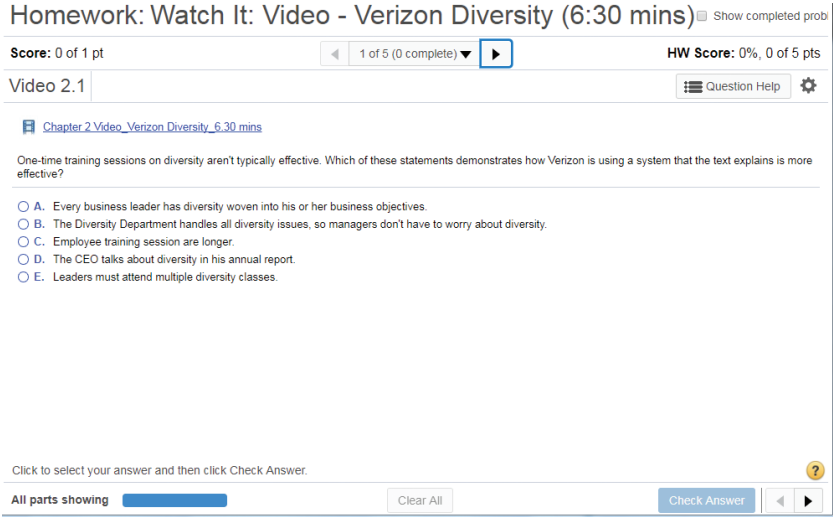 Homework: Watch It: Video - Verizon Diversity (6:30 mins) Show completed probl
Score: 0 of 1 pt 1 of 5 (0 complete) HW Score: 0%, 0 of 5 pts
Video 2.1 Question Help
Chapter 2 Video_Verizon Diversity_6.30 mins
One-time training sessions on diversity aren't typically effective. Which of these statements demonstrates how Verizon is using a system that the text explains is more
effective?
A. Every business leader has diversity woven into his or her business objectives.
B. The Diversity Department handles all diversity issues, so managers don't have to worry about diversity.
C. Employee training session are longer.
D. The CEO talks about diversity in his annual report.
E. Leaders must attend multiple diversity classes.
Click to select your answer and then click Check Answer. ?
All parts showing Clear All Check Answer